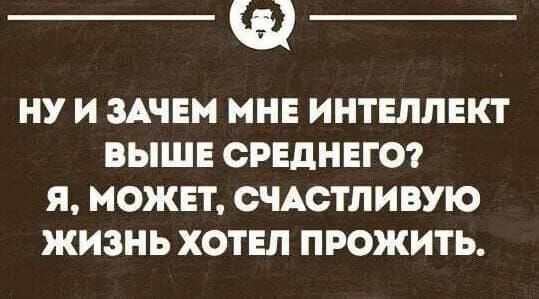 НУ И ЗАЧЕМ МНЕ ИНТЕЛЛЕКТ
ВЫШЕ СРЕДНЕГО?
Я, МОЖЕТ, СЧАСТЛИВУЮ
ЖИЗНЬ ХОТЕЛ ПРОЖИТЬ.